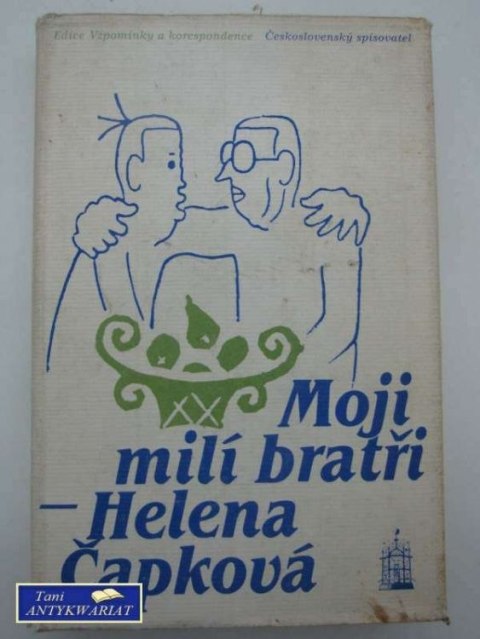 Edice Vzpomínky a korespondence Československý spisovatel
Moji
milí bratři
– Helena
Čapková
Tani
ANTYKWARIAT